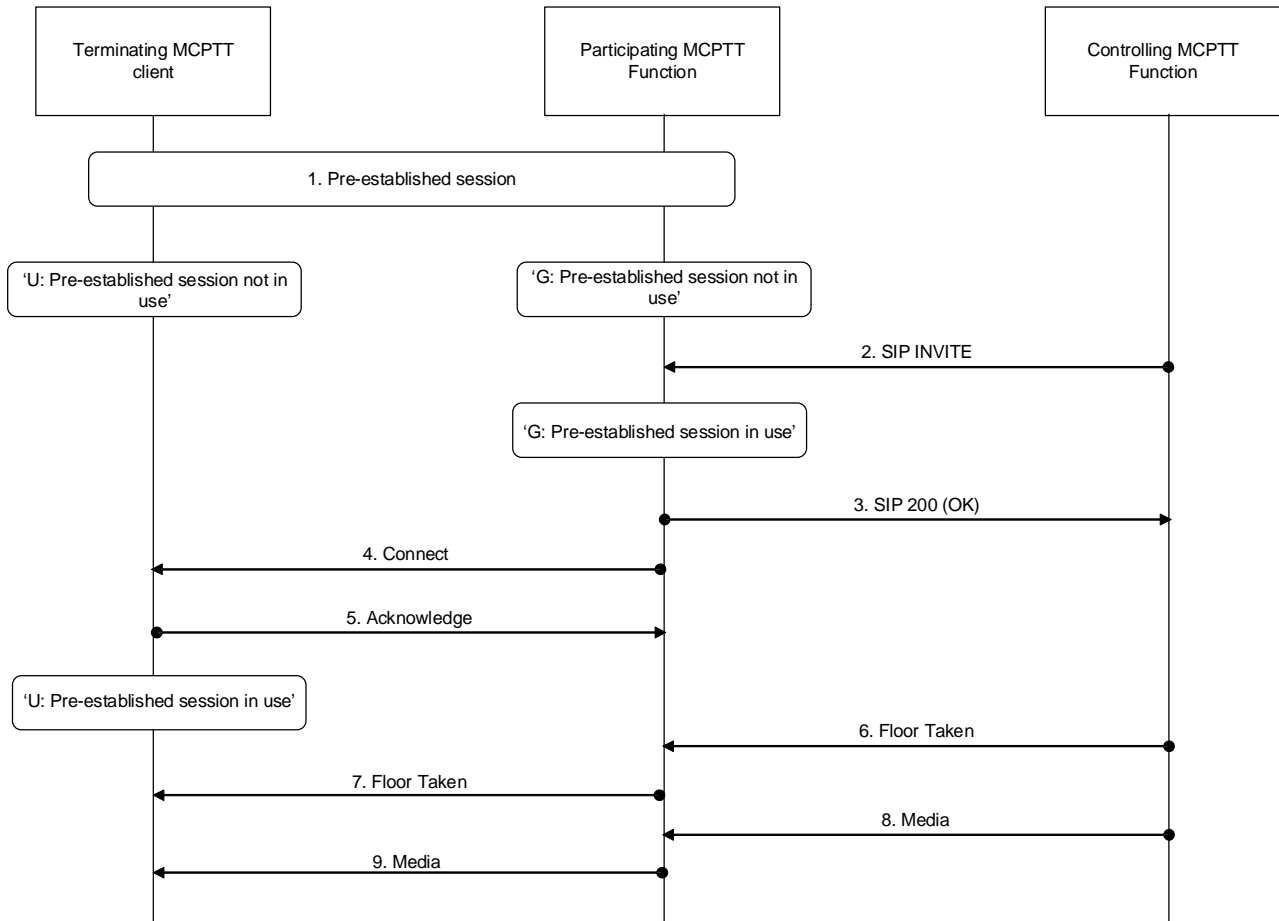 Terminating MCPTT
client
Participating MCPTT
Function
Controlling MCPTT
Function
1. Pre-established session
‘U: Pre-established session not in
use’
‘G: Pre-established session not in
use’
2. SIP INVITE
‘G: Pre-established session in use’
3. SIP 200 (OK)
4. Connect
5. Acknowledge
‘U: Pre-established session in use’
6. Floor Taken
7. Floor Taken
8. Media
9. Media